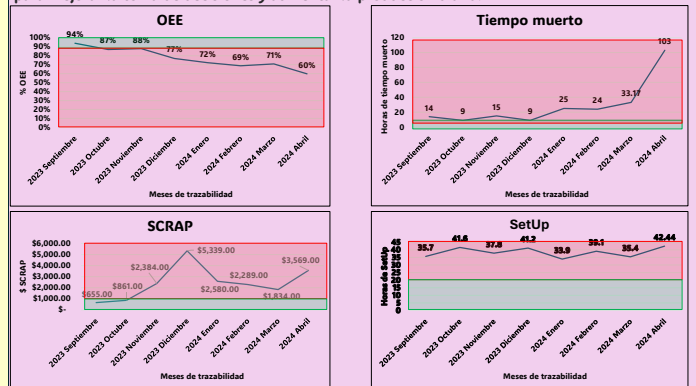 OEE
100%
90%
80%
70%
60%
50%
40%
30%
20%
10%
0%
% OEE
94%
87%
88%
77%
72%
69%
71%
60%
2023 Septiembre
2023 Octubre
2023 Noviembre
2023 Diciembre
2024 Enero
2024 Febrero
2024 Marzo
2024 Abril
Meses de trazabilidad
Tiempo muerto
120
100
80
60
40
20
0
Horas de tiempo muerto
14
9
15
9
25
24
33.17
103
2023 Septiembre
2023 Octubre
2023 Noviembre
2023 Diciembre
2024 Enero
2024 Febrero
2024 Marzo
2024 Abril
Meses de trazabilidad
SCRAP
$6,000.00
$5,000.00
$4,000.00
$3,000.00
$2,000.00
$1,000.00
$-
$ SCRAP
$655.00
$861.00
$2,384.00
$5,339.00
$2,580.00
$2,289.00
$1,834.00
$3,569.00
2023 Septiembre
2023 Octubre
2023 Noviembre
2023 Diciembre
2024 Enero
2024 Febrero
2024 Marzo
2024 Abril
Meses de trazabilidad
SetUp
45
40
35
30
25
20
15
10
5
0
Horas de SetUp
35.7
41.6
37.8
41.2
33.9
39.1
35.4
42.44
2023 Septiembre
2023 Octubre
2023 Noviembre
2023 Diciembre
2024 Enero
2024 Febrero
2024 Marzo
2024 Abril
Meses de trazabilidad